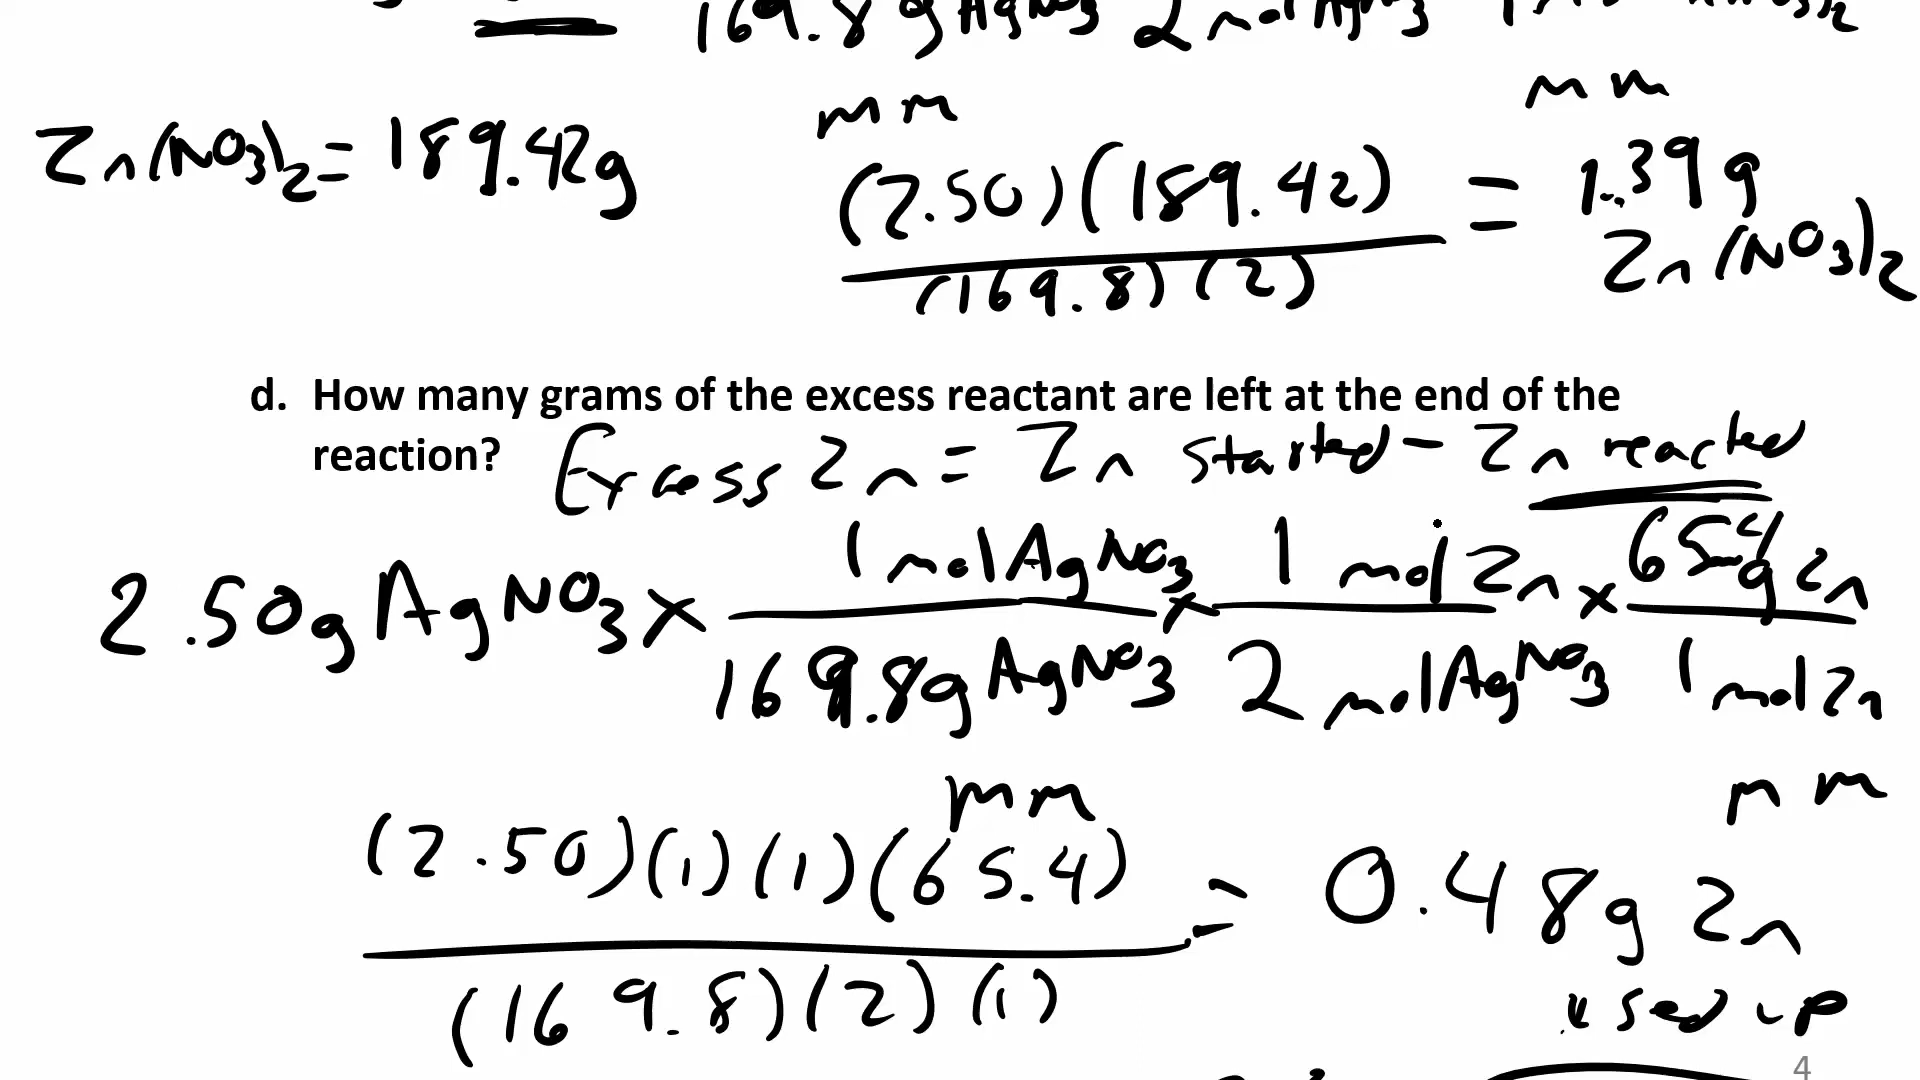 169.8g AgNO3 2 mol AgNO3
mm mm
Zn(NO3)2 = 189.42g (2.50)(189.42) = 1.39g
(169.8)(2) Zn(NO3)2
d. How many grams of the excess reactant are left at the end of the
reaction? Excess Zn = Zn started - Zn reacted
1 mol AgNO3 1 mol Zn 65.4g Zn
2.50g AgNO3 x x x
169.8g AgNO3 2 mol AgNO3 1 mol Zn
mm mm
(2.50)(1)(1)(65.4) = 0.48g Zn
(169.8)(2)(1) used up
4